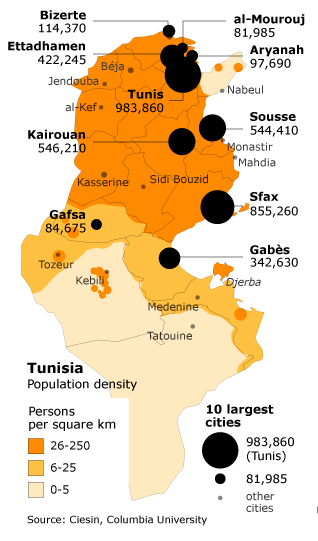 Bizerte
114,370
al-Mourouj
81,985
Ettadhamen
422,245
Aryanah
97,690
Béja
Jendouba
Tunis
983,860
Nabeul
al-Kef
Sousse
544,410
Kairouan
546,210
Monastir
Mahdia
Kasserine
Sidi Bouzid
Sfax
855,260
Gafsa
84,675
Gabès
342,630
Tozeur
Kebili
Djerba
Medenine
Tatouine
Tunisia
Population density
Persons
per square km
26-250
6-25
0-5
10 largest
cities
983,860
(Tunis)
81,985
other
cities
Source: Ciesin, Columbia University